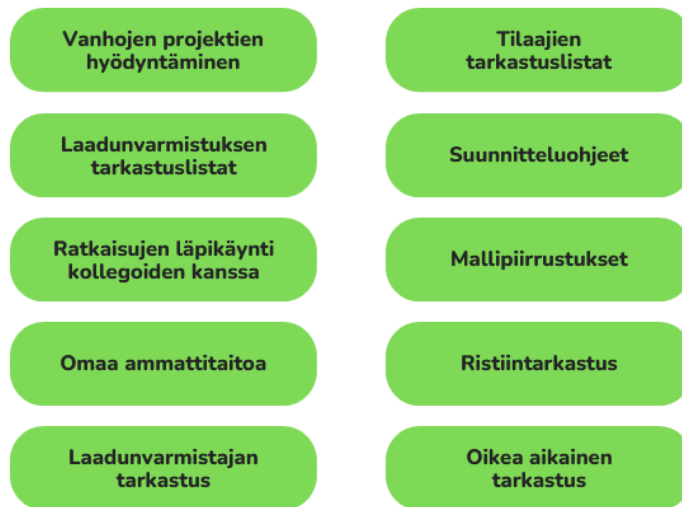 Vanhojen projektien
hyödyntäminen
Tilaajien
tarkastuslistat
Laadunvarmistuksen
tarkastuslistat
Suunnitteluohjeet
Ratkaisujen läpikäynti
kollegoiden kanssa
Mallipiirrustukset
Omaa ammattitaitoa
Ristiintarkastus
Laadunvarmistajan
tarkastus
Oikea aikainen
tarkastus